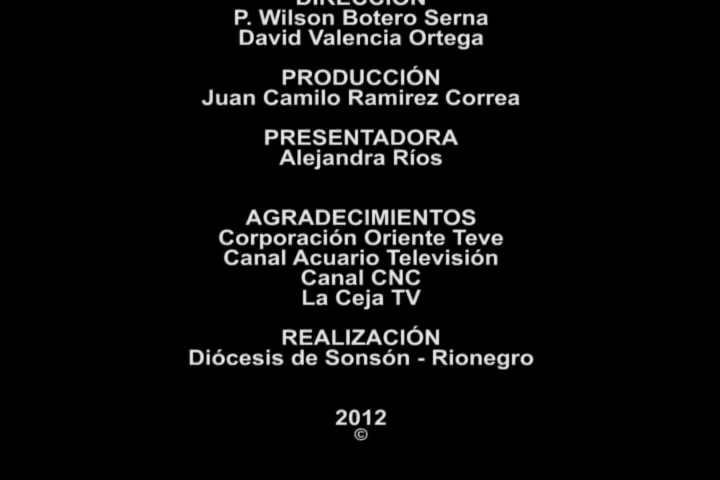 DIRECCIÓN
P. Wilson Botero Serna
David Valencia Ortega
PRODUCCIÓN
Juan Camilo Ramirez Correa
PRESENTADORA
Alejandra Ríos
AGRADECIMIENTOS
Corporación Oriente Teve
Canal Acuario Televisión
Canal CNC
La Ceja TV
REALIZACIÓN
Diócesis de Sonsón - Rionegro
2012
©